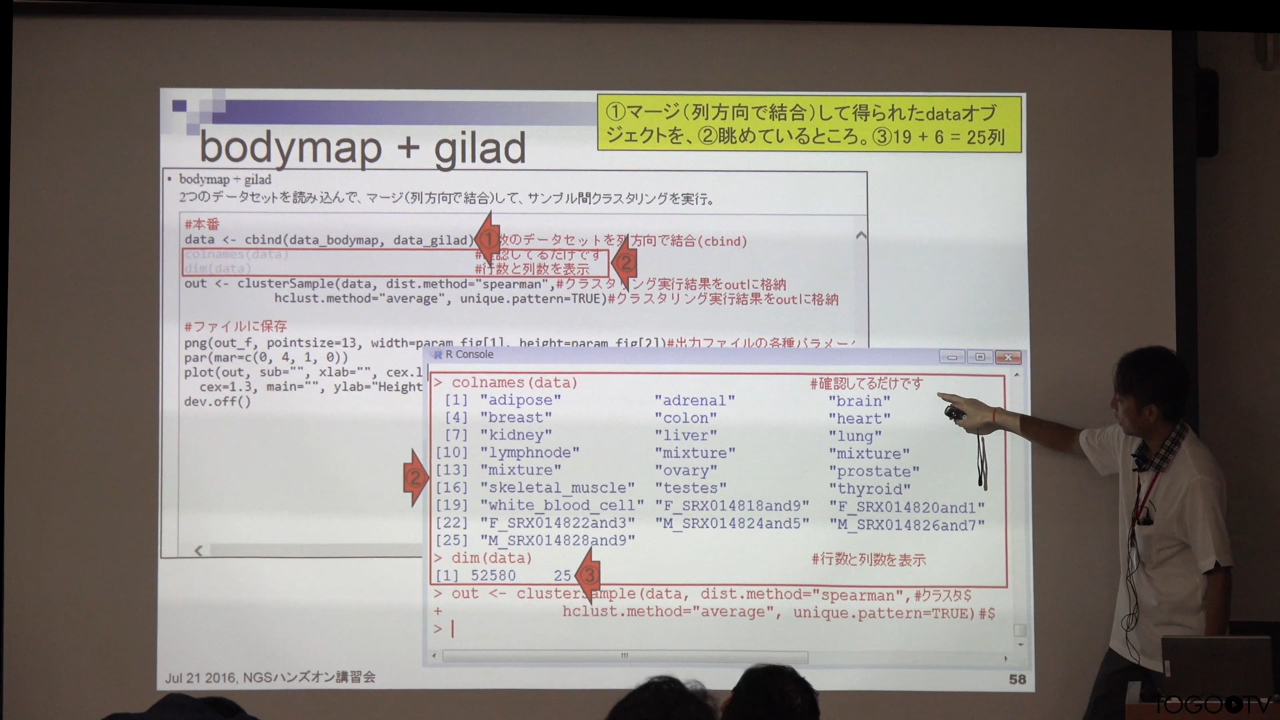 ①マージ(列方向で結合)して得られたdataオブ
ジェクトを、②眺めているところ。③19 + 6 = 25列
bodymap + gilad
• bodymap + gilad
2つのデータセットを読み込んで、マージ(列方向で結合)して、サンプル間クラスタリングを実行。
#本番
data <- cbind(data_bodymap, data_gilad) ① 数のデータセットを列方向で結合(cbind)
colnames(data) #確認してるだけです
②
dim(data) #行数と列数を表示
out <- clusterSample(data, dist.method="spearman",#クラスタリング実行結果をoutに格納
hclust.method="average", unique.pattern=TRUE)#クラスタリング実行結果をoutに格納
#ファイルに保存
png(out_f, pointsize=13, width=param_fig[1], height=param_fig[2])#出力ファイルの各種パラメー
par(mar=c(0, 4, 1, 0))
plot(out, sub="", xlab="", cex.l
cex=1.3, main="", ylab="Height
dev.off()
R Console
> colnames(data) #確認してるだけです
[1] "adipose" "adrenal" "brain"
[4] "breast" "colon" "heart"
[7] "kidney" "liver" "lung"
[10] "lymphnode" "mixture" "mixture"
[13] "mixture" "ovary" "prostate"
②
[16] "skeletal_muscle" "testes" "thyroid"
[19] "white_blood_cell" "F_SRX014818and9" "F_SRX014820and1"
[22] "F_SRX014822and3" "M_SRX014824and5" "M_SRX014826and7"
[25] "M_SRX014828and9"
> dim(data) #行数と列数を表示
[1] 52580 25 ③
> out <- clusterSample(data, dist.method="spearman",#クラスタ$
+ hclust.method="average", unique.pattern=TRUE)#$
>
Jul 21 2016, NGSハンズオン講習会
58
TOGOTV